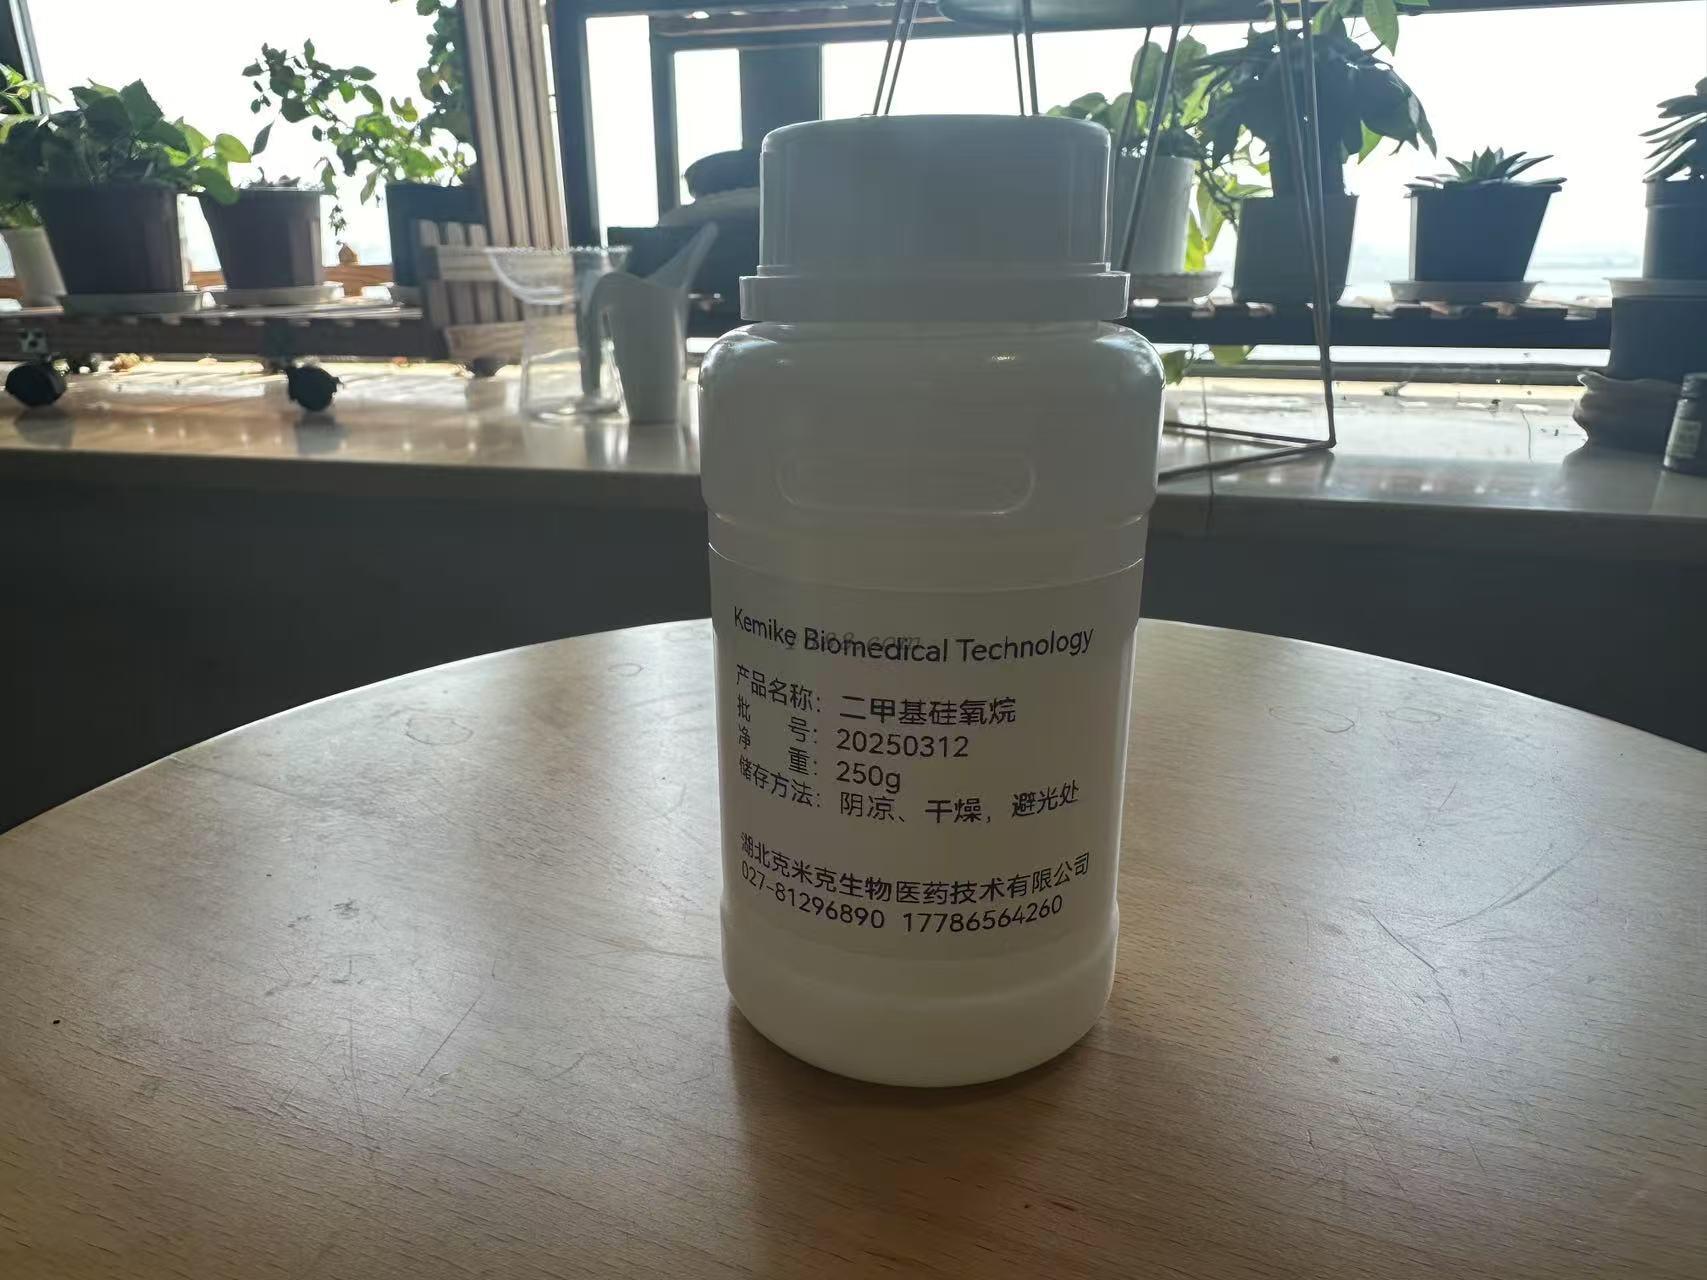 Kemike Biomedical Technology
产品名称：二甲基硅氧烷
批 号：20250312
净 重：250g
储存方法：阴凉、干燥，避光处
湖北克米克生物医药技术有限公司
027-81296890 17786564260